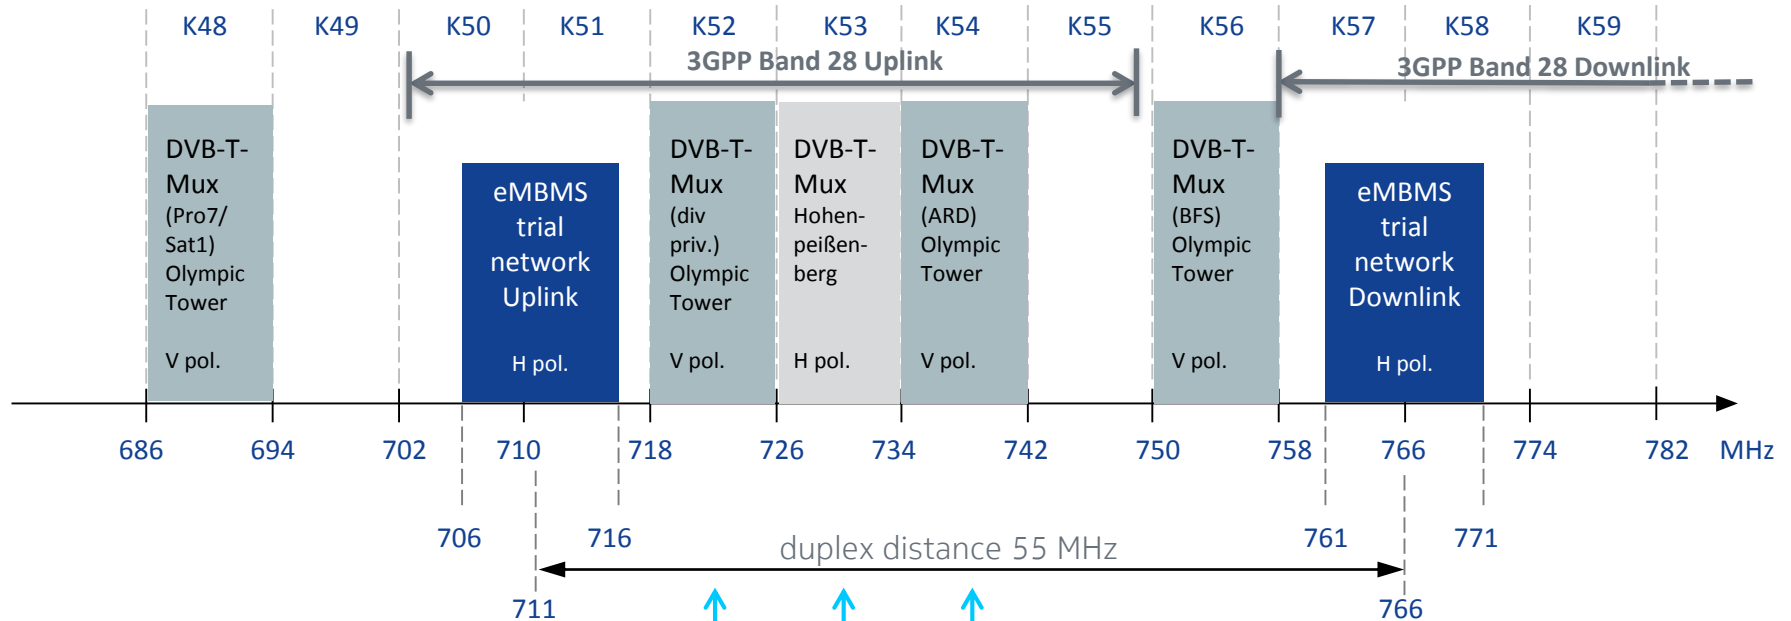 K48 K49 K50 K51 K52 K53 K54 K55 K56 K57 K58 K59
3GPP Band 28 Uplink
3GPP Band 28 Downlink
DVB-T-
Mux
(Pro7/
Sat1)
Olympic
Tower
V pol.
eMBMS
trial
network
Uplink
H pol.
DVB-T-
Mux
(div
priv.)
Olympic
Tower
V pol.
DVB-T-
Mux
Hohen-
peißen-
berg
H pol.
DVB-T-
Mux
(ARD)
Olympic
Tower
V pol.
DVB-T-
Mux
(BFS)
Olympic
Tower
V pol.
eMBMS
trial
network
Downlink
H pol.
686 694 702 710 718 726 734 742 750 758 766 774 782 MHz
706 716 761 771
duplex distance 55 MHz
711 766